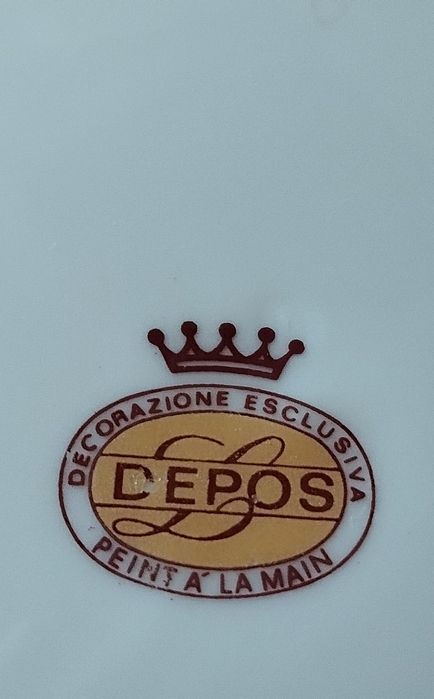 DECORAZIONE ESCLUSIVA
L
DEPOS
PEINT A´ LA MAIN